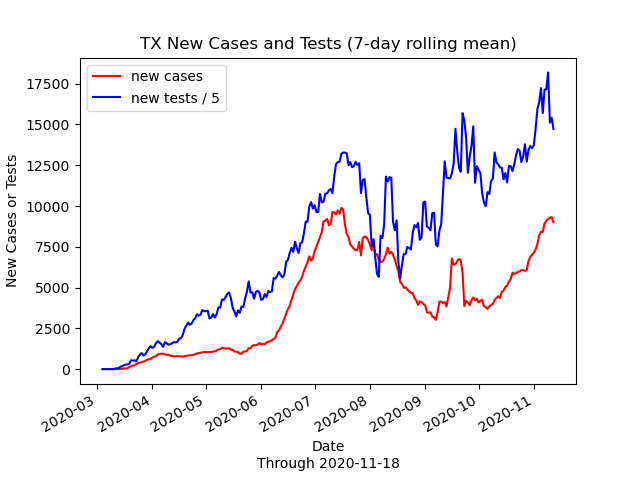 TX New Cases and Tests (7-day rolling mean)
new cases
new tests / 5
17500
15000
12500
10000
7500
5000
2500
0
New Cases or Tests
2020-03
2020-04
2020-05
2020-06
2020-07
2020-08
2020-09
2020-10
2020-11
Date
Through 2020-11-18